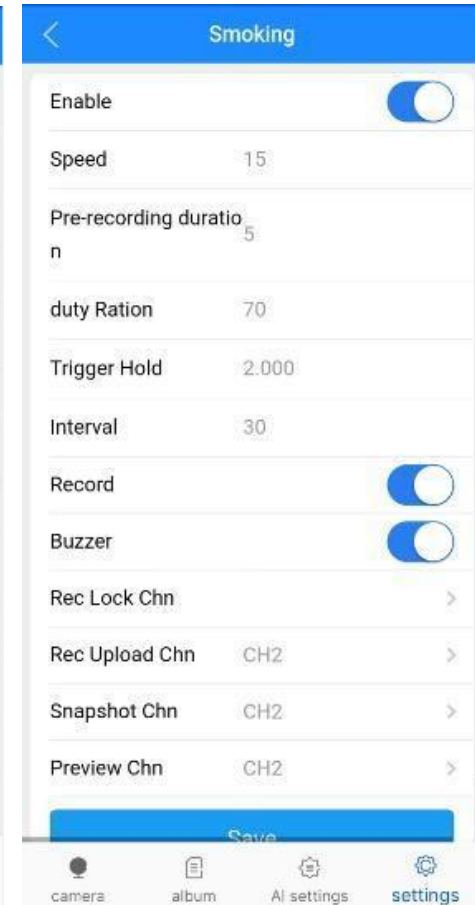 Smoking
Enable
Speed 15
Pre-recording duratio
n 5
duty Ration 70
Trigger Hold 2.000
Interval 30
Record
Buzzer
Rec Lock Chn
Rec Upload Chn CH2
Snapshot Chn CH2
Preview Chn CH2
Save
camera album AI settings settings